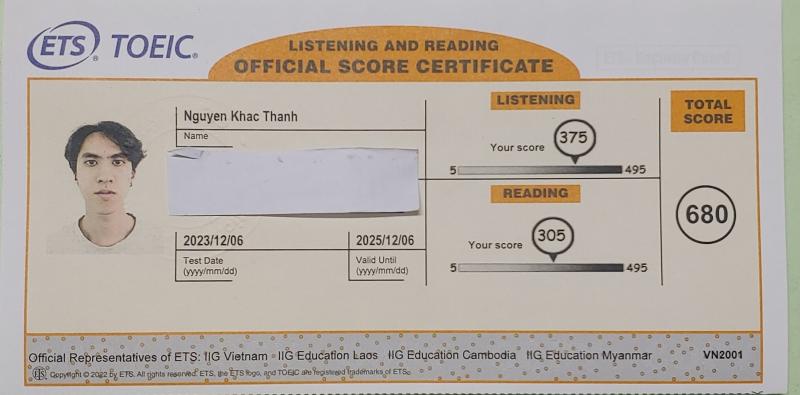 ETS® TOEIC®
LISTENING AND READING
OFFICIAL SCORE CERTIFICATE
Nguyen Khac Thanh
Name
2023/12/06
Test Date
(yyyy/mm/dd)
2025/12/06
Valid Until
(yyyy/mm/dd)
LISTENING
Your score
375
5
495
READING
Your score
305
5
495
TOTAL
SCORE
680
Official Representatives of ETS: IIG Vietnam IIG Education Laos IIG Education Cambodia IIG Education Myanmar VN2001
ETS Copyright © 2022 by ETS. All rights reserved. ETS, the ETS logo, and TOEIC are registered trademarks of ETS.